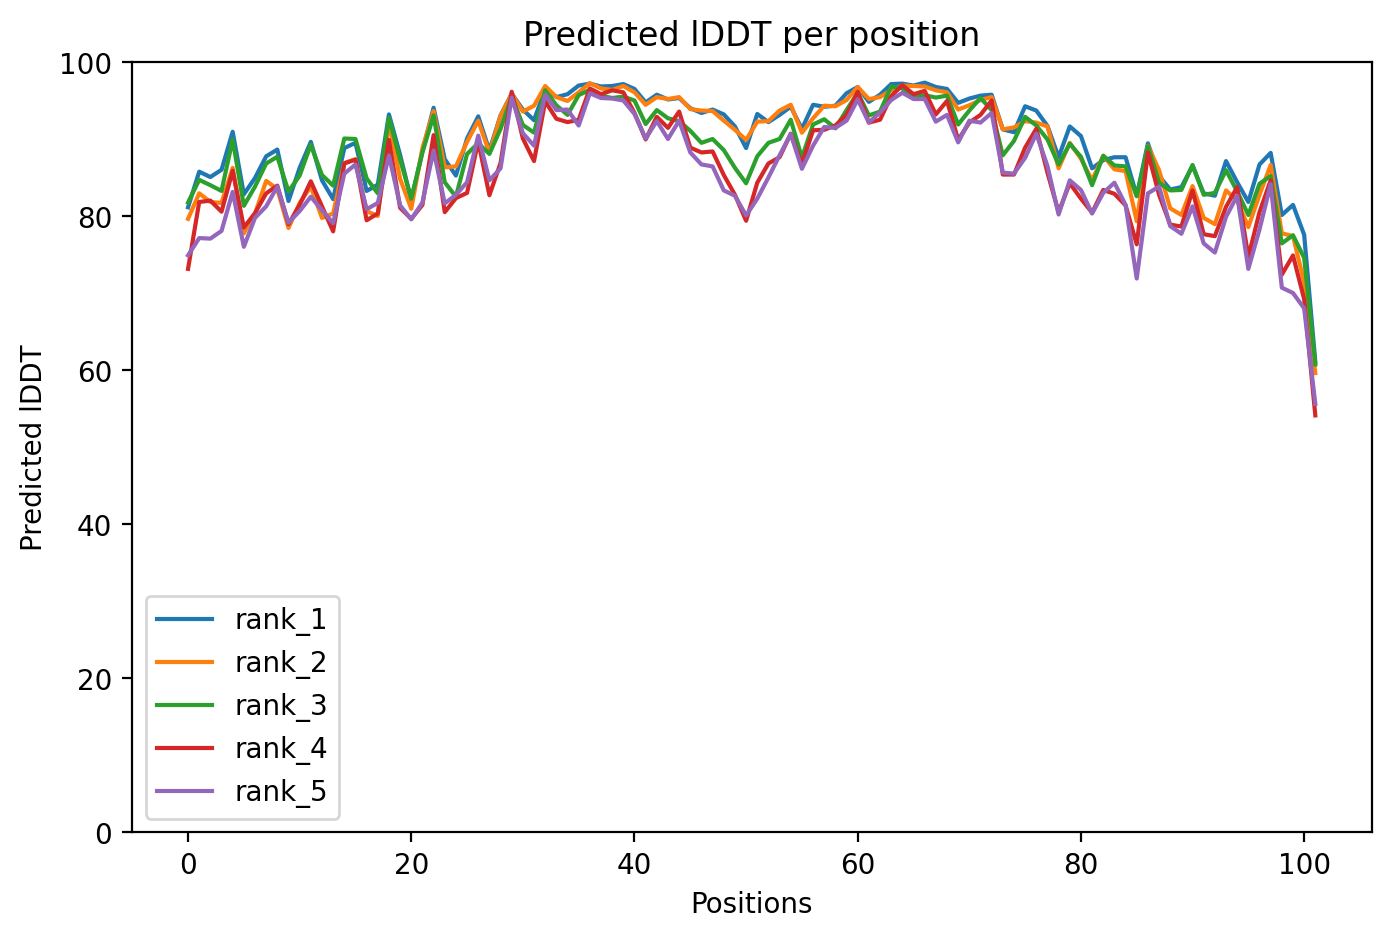 Predicted lDDT per position
100
80
60
40
20
0
Predicted lDDT
rank_1
rank_2
rank_3
rank_4
rank_5
0 20 40 60 80 100
Positions